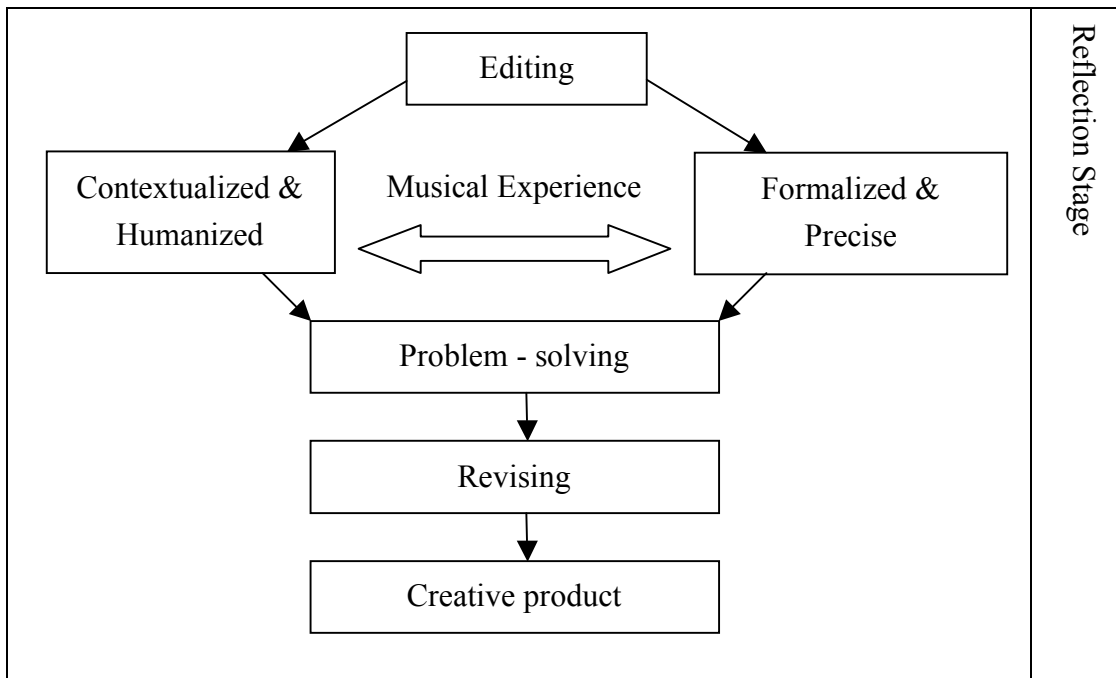 Editing
Contextualized &
Humanized
Musical Experience
Formalized &
Precise
Problem - solving
Revising
Creative product
Reflection Stage